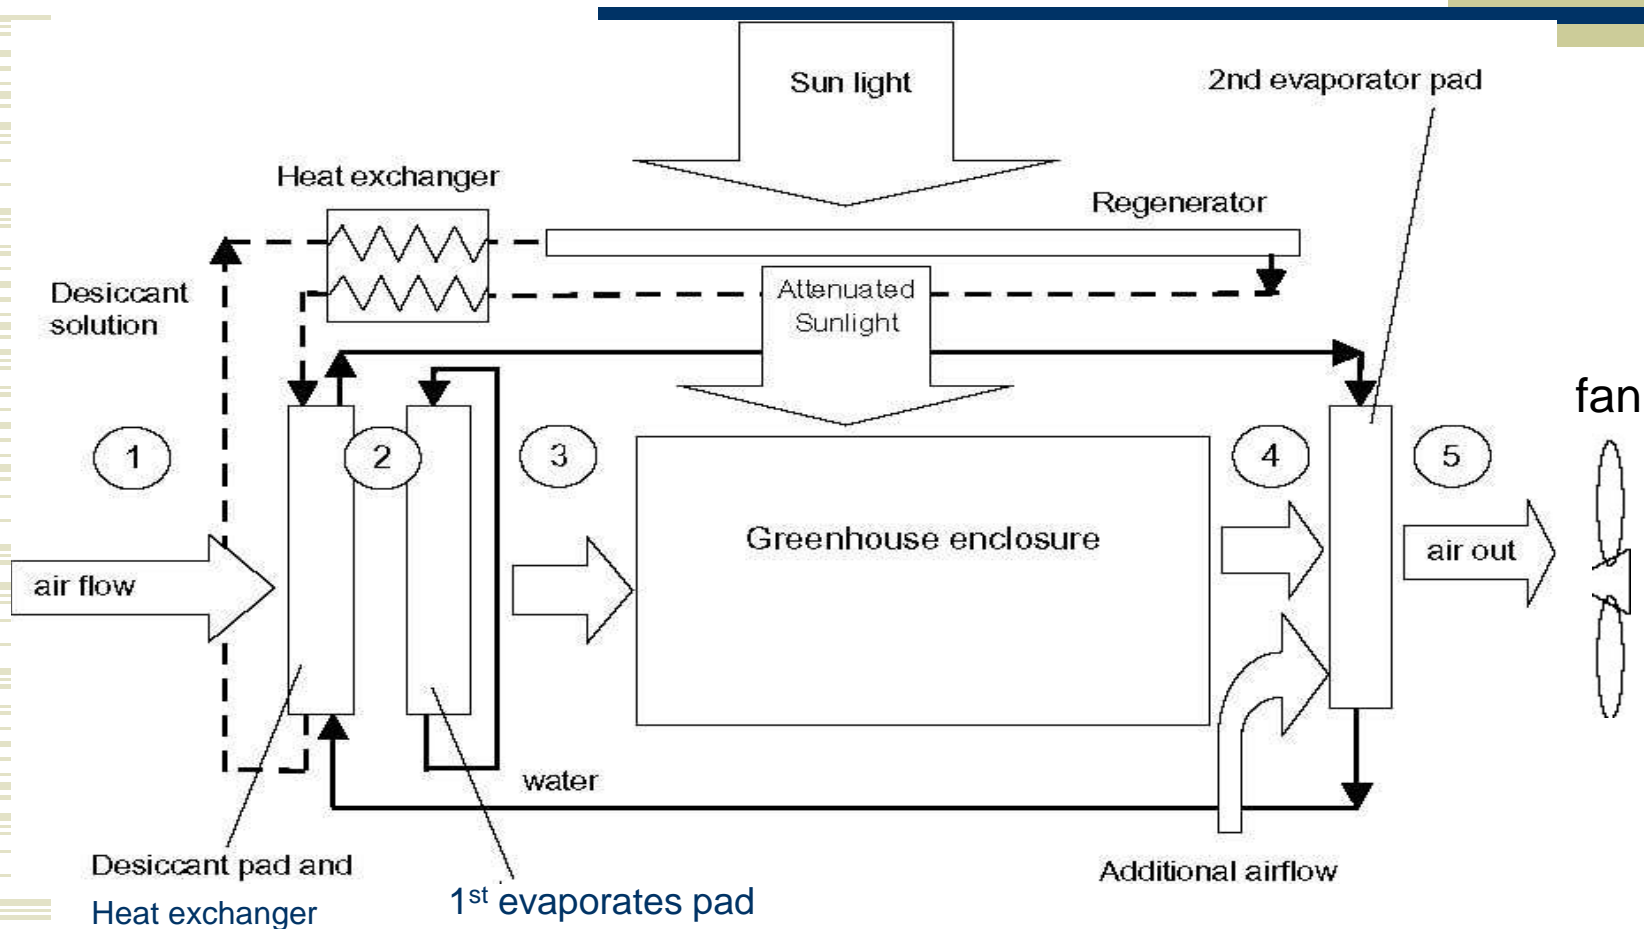 Sun light
2nd evaporator pad
Heat exchanger
Regenerator
Desiccant
solution
Attenuated
Sunlight
fan
1
2
3
4
5
Greenhouse enclosure
air flow
air out
water
Desiccant pad and
Heat exchanger
1st evaporates pad
Additional airflow